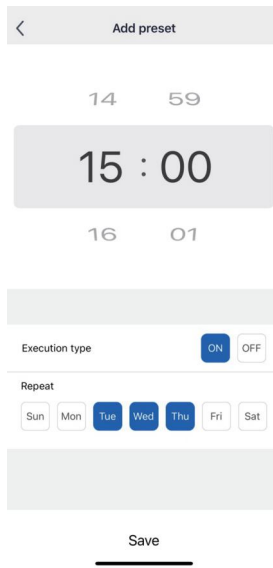 Add preset
14 59
15 : 00
16 01
Execution type ON OFF
Repeat
Sun Mon Tue Wed Thu Fri Sat
Save